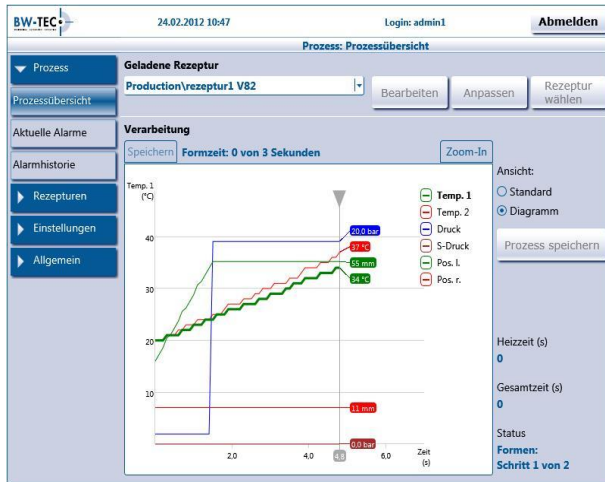 BW-TEC
24.02.2012 10:47
Login: admin1
Abmelden
Prozess: Prozessübersicht
Prozess
Prozessübersicht
Aktuelle Alarme
Alarmhistorie
Rezepturen
Einstellungen
Allgemein
Geladene Rezeptur
Production\rezeptur1 V82
Bearbeiten
Anpassen
Rezeptur
wählen
Verarbeitung
Speichern
Formzeit: 0 von 3 Sekunden
Zoom-In
Temp. 1
(°C)
40
30
20
10
2,0
4,0
4,8
6,0
Zeit
(s)
20,0 bar
37 °C
55 mm
34 °C
11 mm
0,0 bar
Temp. 1
Temp. 2
Druck
S-Druck
Pos. l.
Pos. r.
Ansicht:
Standard
Diagramm
Prozess speichern
Heizzeit (s)
0
Gesamtzeit (s)
0
Status
Formen:
Schritt 1 von 2